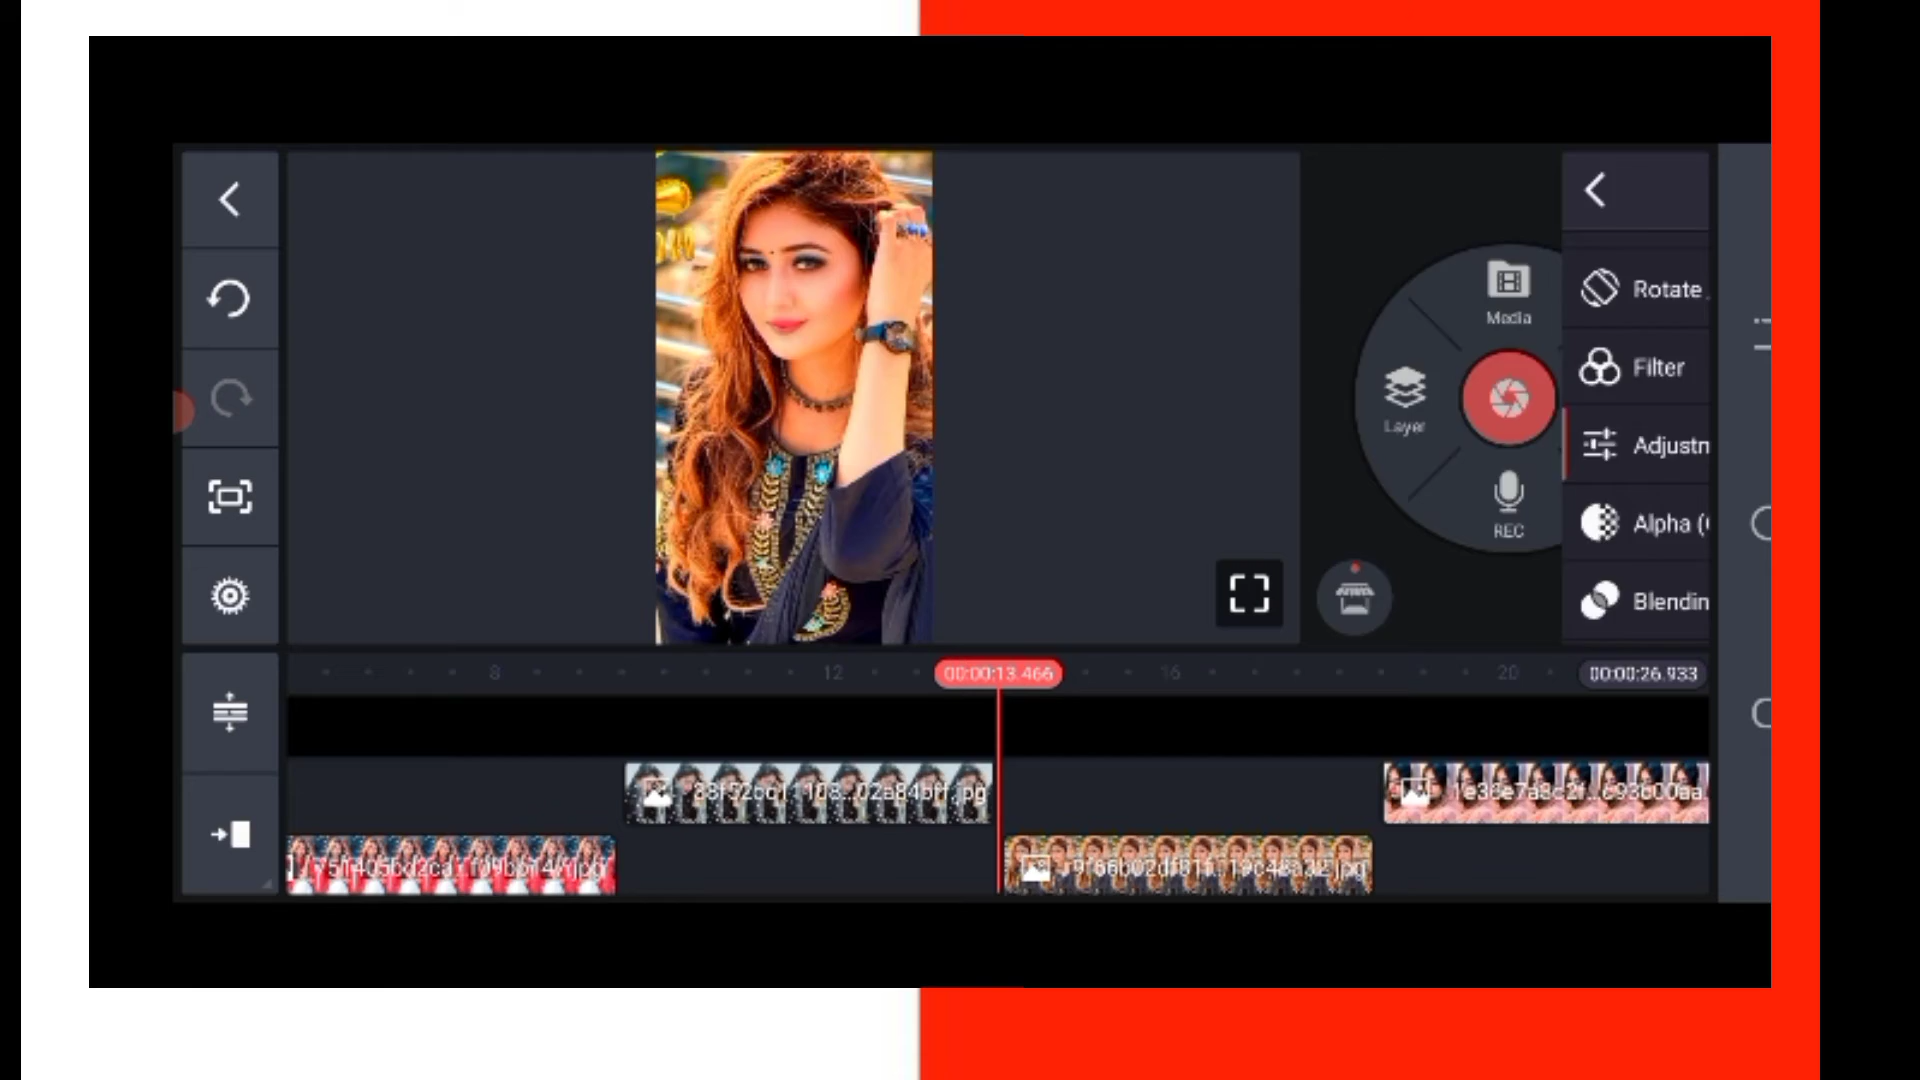 Media
Layer
REC
Rotate
Filter
Adjustn
Alpha (
Blendin
8
12
00:00:13.466
16
20
00:00:26.933